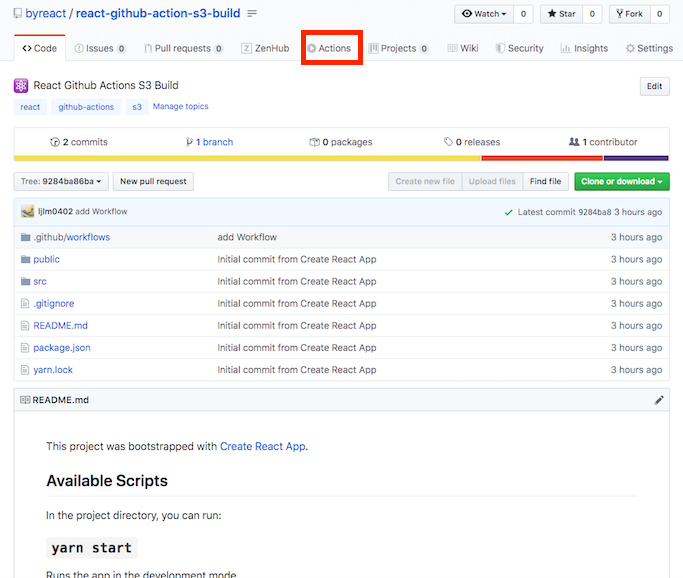 byreact / react-github-action-s3-build Watch 0 Star 0 Fork 0
Code Issues 0 Pull requests 0 ZenHub Actions Projects 0 Wiki Security Insights Settings
React Github Actions S3 Build Edit
react github-actions s3 Manage topics
2 commits 1 branch 0 packages 0 releases 1 contributor
Tree: 9284ba86ba New pull request Create new file Upload files Find file Clone or download
ljlm0402 add Workflow Latest commit 9284ba8 3 hours ago
.github/workflows add Workflow 3 hours ago
public Initial commit from Create React App 3 hours ago
src Initial commit from Create React App 3 hours ago
.gitignore Initial commit from Create React App 3 hours ago
README.md Initial commit from Create React App 3 hours ago
package.json Initial commit from Create React App 3 hours ago
yarn.lock Initial commit from Create React App 3 hours ago
README.md
This project was bootstrapped with Create React App.
Available Scripts
In the project directory, you can run:
yarn start
Runs the app in the development mode.